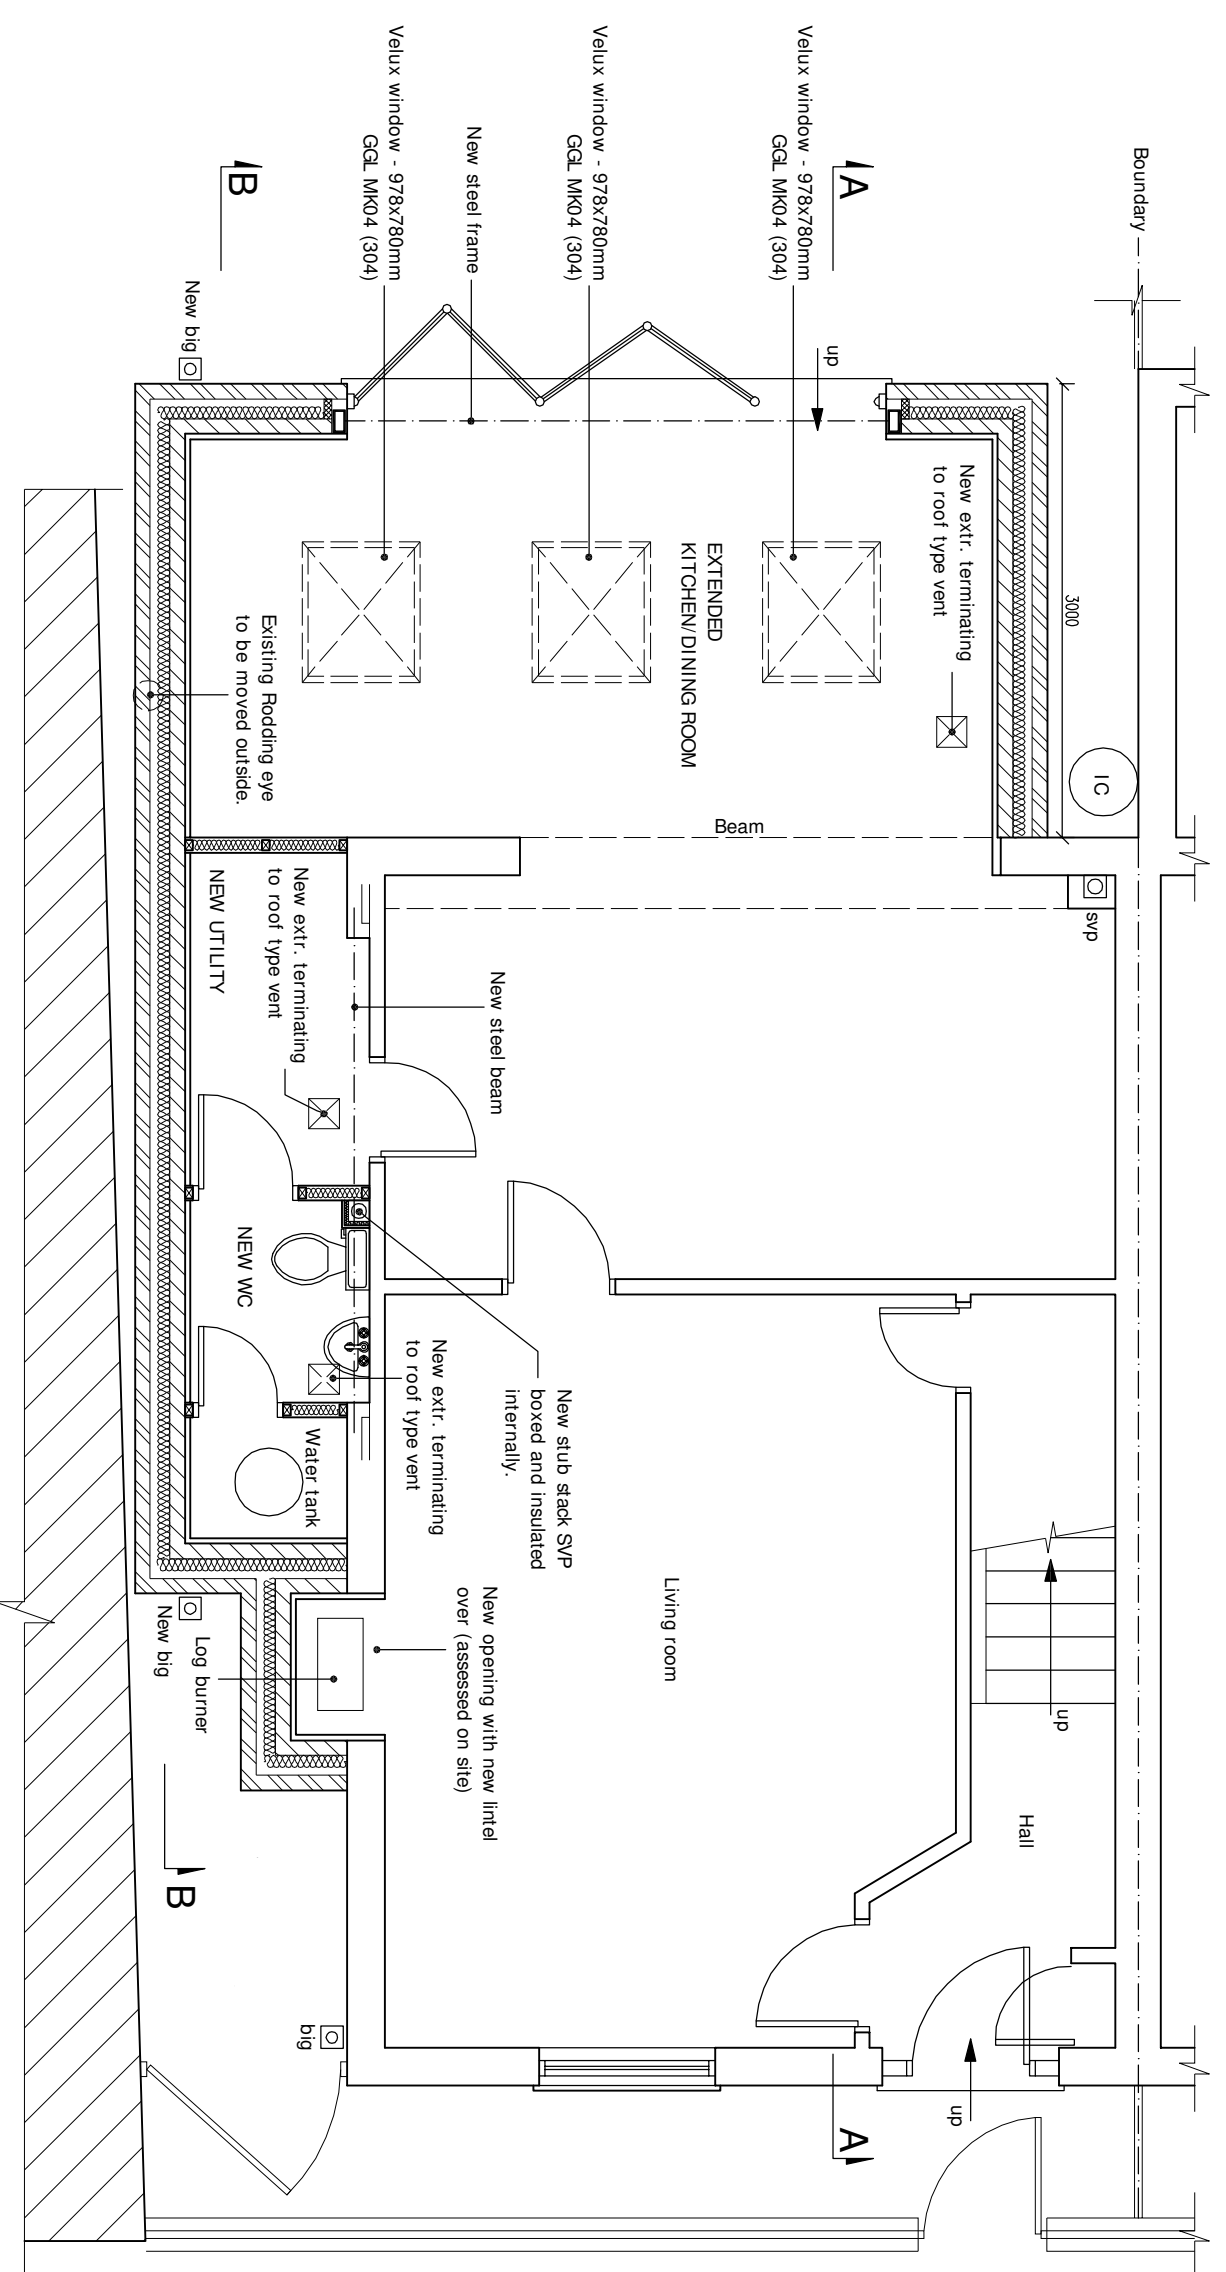 Boundary
A
Velux window - 978x780mm
GGL MK04 (304)
Velux window - 978x780mm
GGL MK04 (304)
New steel frame
Velux window - 978x780mm
GGL MK04 (304)
B
New big
up
3000
New extr. terminating
to roof type vent
EXTENDED
KITCHEN/DINING ROOM
Existing Rodding eye
to be moved outside.
IC
Beam
svp
New steel beam
New extr. terminating
to roof type vent
NEW UTILITY
NEW WC
New extr. terminating
to roof type vent
New stub stack SVP
boxed and insulated
internally.
Water tank
New opening with new lintel
over (assessed on site)
Living room
Log burner
New big
up
Hall
B
big
up
A